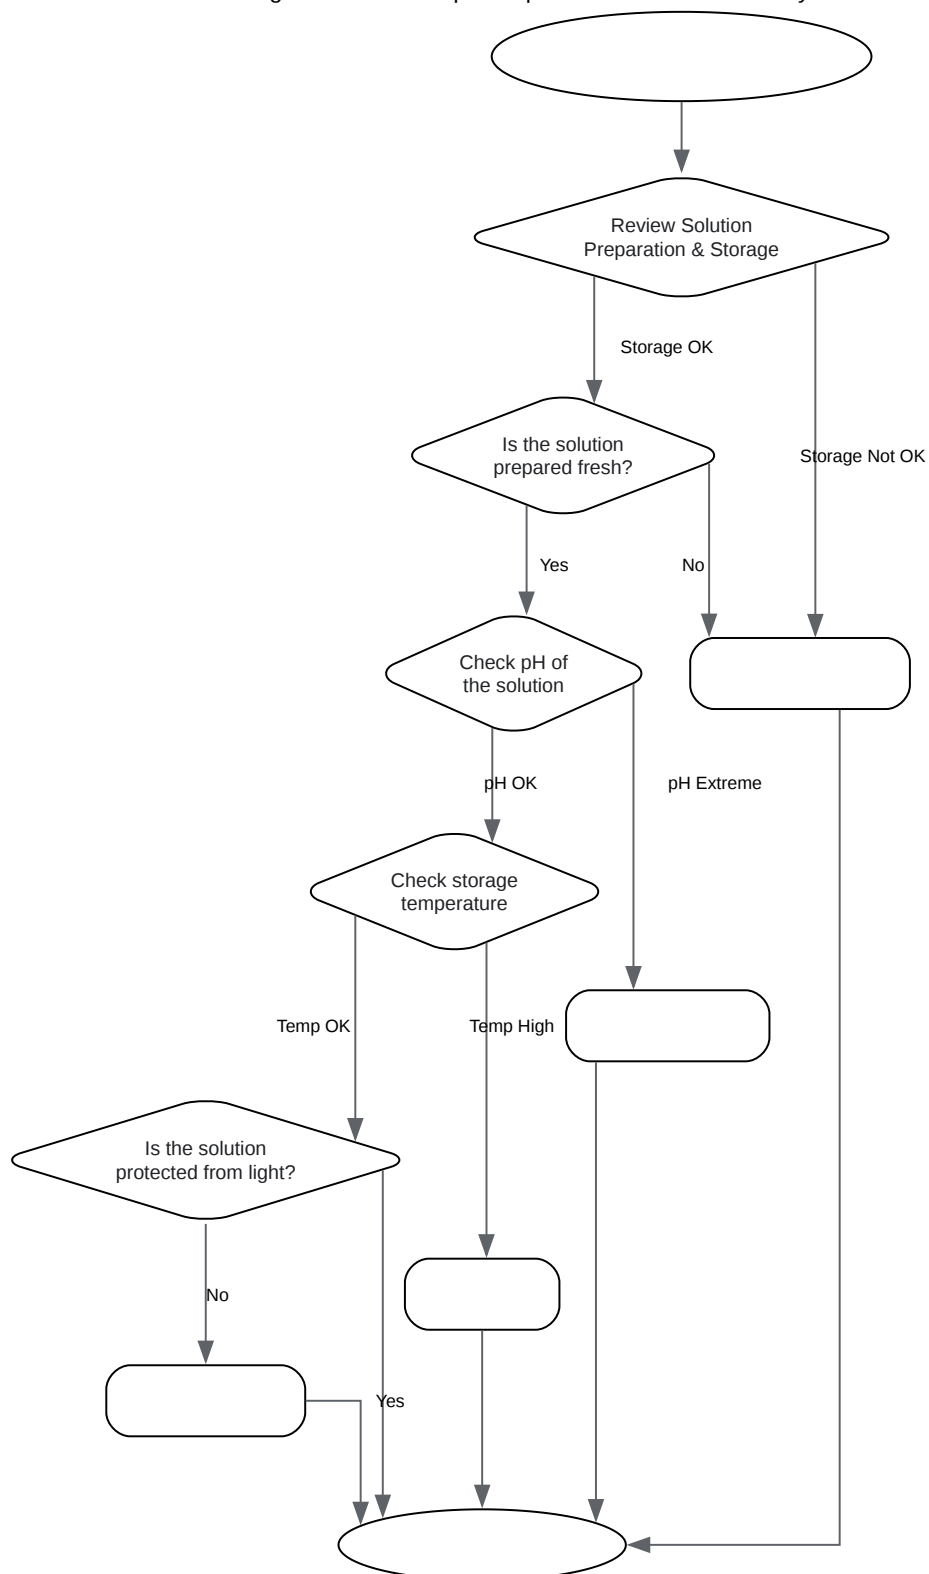 Review Solution
Preparation & Storage
Storage OK
Is the solution
prepared fresh?
Storage Not OK
Yes
No
Check pH of
the solution
pH OK
pH Extreme
Check storage
temperature
Temp OK
Temp High
Is the solution
protected from light?
No
Yes